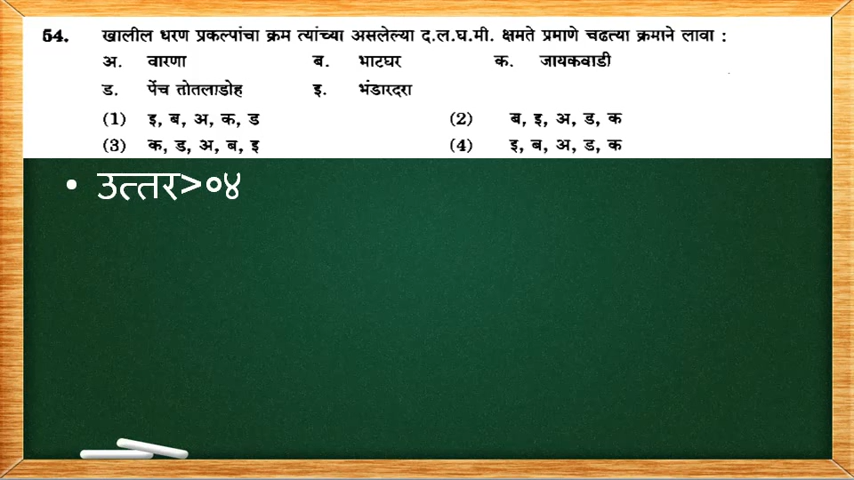 54. खालील धरण प्रकल्पांचा क्रम त्यांच्या असलेल्या द.ल.घ.मी. क्षमते प्रमाणे चढत्या क्रमाने लावा :
अ. वारणा ब. भाटघर क. जायकवाडी
ड. पेंच तोतलाडोह इ. भंडारदरा
(1) इ, ब, अ, क, ड (2) ब, इ, अ, ड, क
(3) क, ड, अ, ब, इ (4) इ, ब, अ, ड, क
• उत्तर>०४